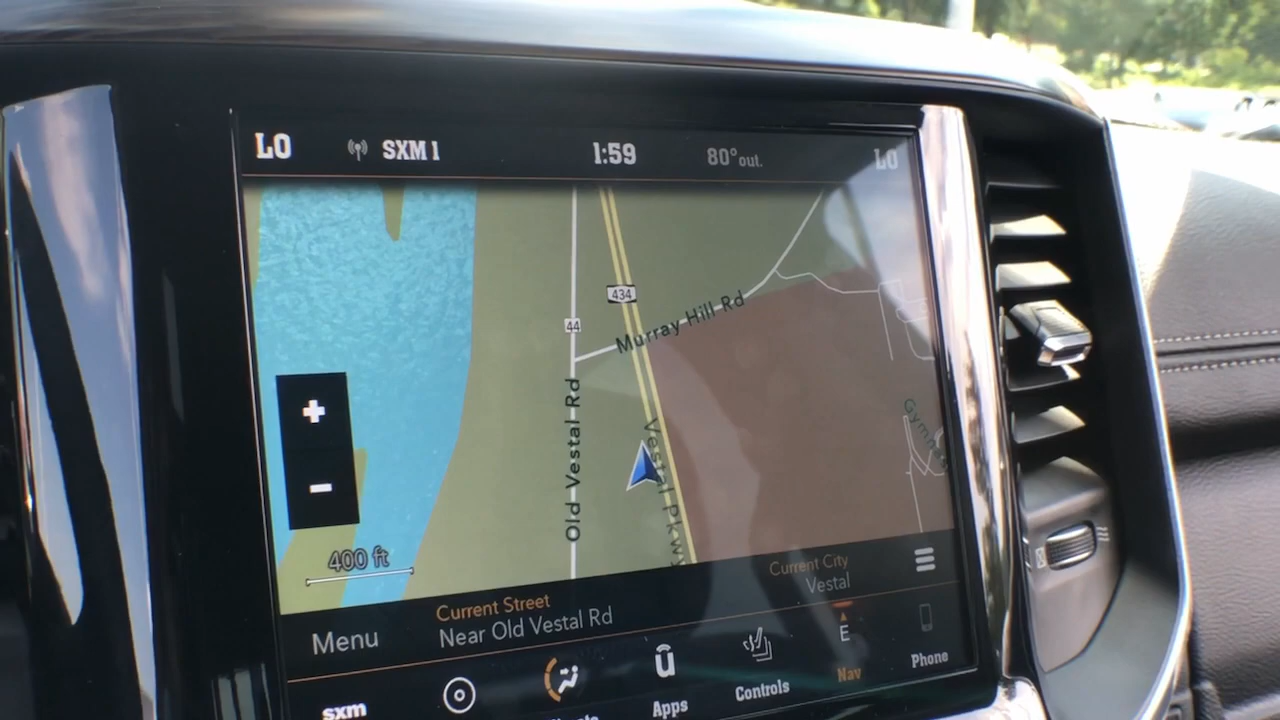 LO
SXM 1
1:59
80° out.
LO
434
44
Murray Hill Rd
Old Vestal Rd
Vestal Pkwy
+
-
400 ft
Current City
Vestal
Current Street
Near Old Vestal Rd
Menu
E
sxm
Apps
Controls
Nav
Phone